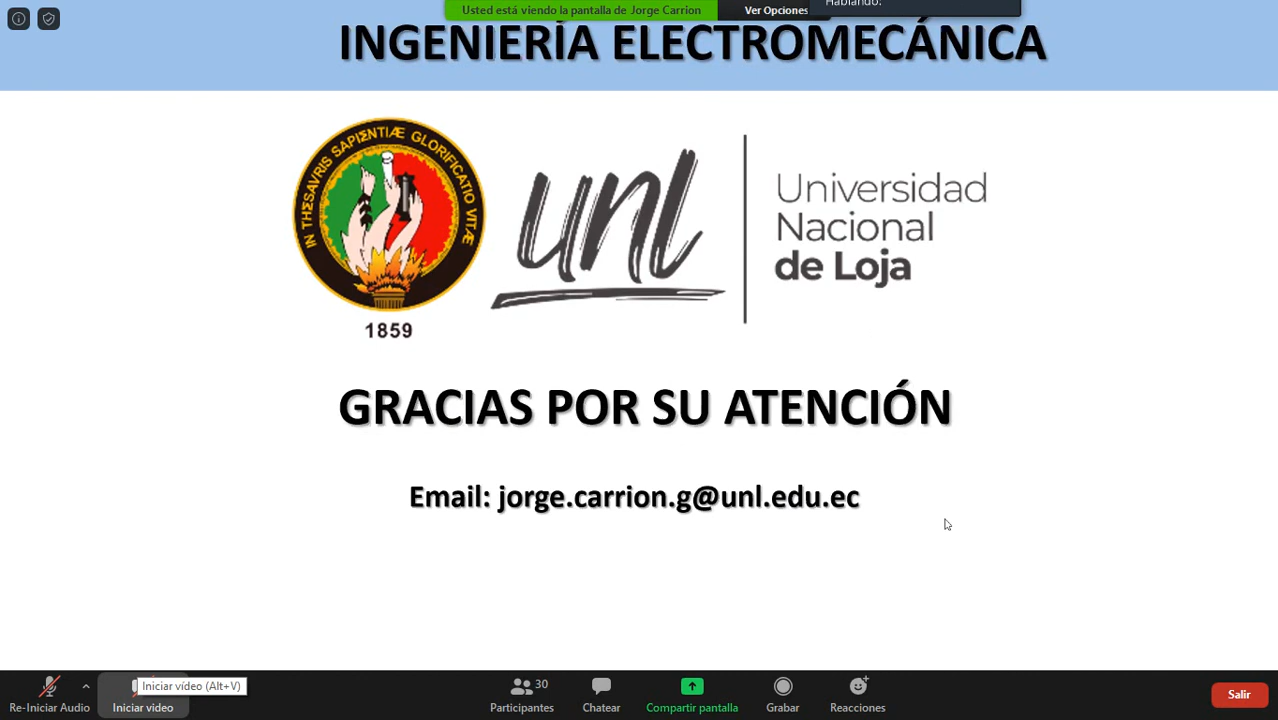 Usted está viendo la pantalla de Jorge Carrion
Ver Opciones
Hablando:
INGENIERÍA ELECTROMECÁNICA
IN THESAVRIS SAPIENTIÆ GLORIFICATIO VITÆ
1859
unl
Universidad
Nacional
de Loja
GRACIAS POR SU ATENCIÓN
Email: jorge.carrion.g@unl.edu.ec
Iniciar vídeo (Alt+V)
30
Re-Iniciar Audio
Iniciar video
Participantes
Chatear
Compartir pantalla
Grabar
Reacciones
Salir